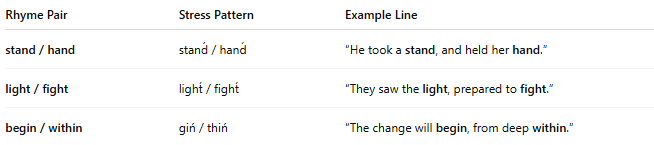 Rhyme Pair Stress Pattern Example Line
stand / hand stand́ / hand́ “He took a stand, and held her hand.”
light / fight light́ / fight́ “They saw the light, prepared to fight.”
begin / within giń / thiń “The change will begin, from deep within.”